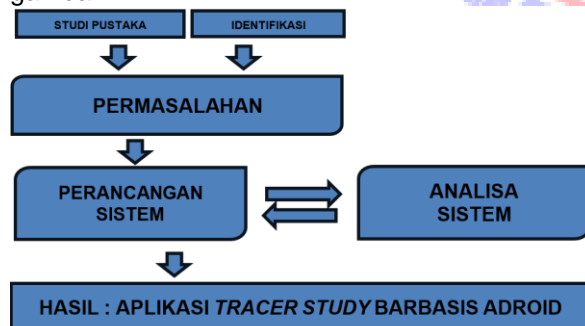 STUDI PUSTAKA
IDENTIFIKASI
PERMASALAHAN
PERANCANGAN
SISTEM
ANALISA
SISTEM
HASIL : APLIKASI TRACER STUDY BARBASIS ADROID